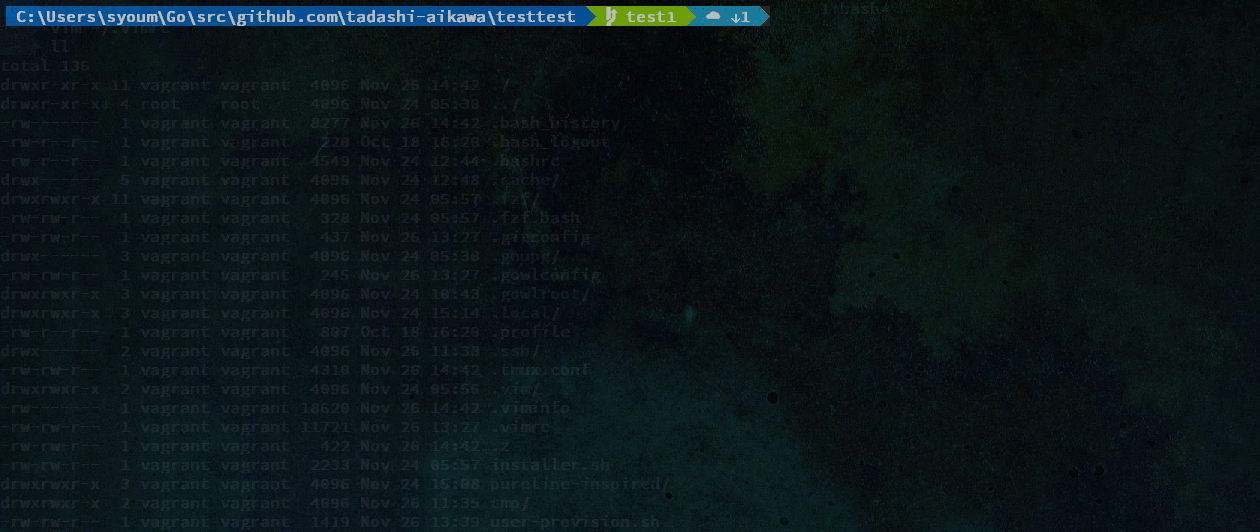 C:\Users\syoum\Go\src\github.com\tadashi-aikawa\testtest test1 ↓1
1:bash*
vim ~/.vimrc
ll
total 136
drwxr-xr-x 11 vagrant vagrant 4096 Nov 26 14:42 ./
drwxr-xr-x 4 root root 4096 Nov 24 05:30 ../
-rw------- 1 vagrant vagrant 8277 Nov 26 14:42 .bash_history
-rw-r--r-- 1 vagrant vagrant 220 Oct 18 16:20 .bash_logout
-rw-r--r-- 1 vagrant vagrant 4549 Nov 24 12:44 .bashrc
drwx------ 5 vagrant vagrant 4096 Nov 24 12:48 .cache/
drwxrwxr-x 11 vagrant vagrant 4096 Nov 24 05:57 .fzf/
-rw-rw-r-- 1 vagrant vagrant 328 Nov 24 05:57 .fzf.bash
-rw-rw-r-- 1 vagrant vagrant 437 Nov 26 13:27 .gitconfig
drwx------ 3 vagrant vagrant 4096 Nov 24 05:30 .gnupg/
-rw-rw-r-- 1 vagrant vagrant 245 Nov 26 13:27 .gowlconfig
drwxrwxr-x 3 vagrant vagrant 4096 Nov 24 10:43 .gowlroot/
drwxrwxr-x 3 vagrant vagrant 4096 Nov 24 15:14 .local/
-rw-r--r-- 1 vagrant vagrant 807 Oct 18 16:20 .profile
drwx------ 2 vagrant vagrant 4096 Nov 26 11:38 .ssh/
-rw-rw-r-- 1 vagrant vagrant 4310 Nov 26 14:42 .tmux.conf
drwxrwxr-x 2 vagrant vagrant 4096 Nov 24 05:56 .vim/
-rw------- 1 vagrant vagrant 18620 Nov 26 14:42 .viminfo
-rw-rw-r-- 1 vagrant vagrant 11721 Nov 26 13:27 .vimrc
-rw-rw-r-- 1 vagrant vagrant 422 Nov 26 14:42 .z
-rw-rw-r-- 1 vagrant vagrant 2233 Nov 24 05:57 installer.sh
drwxrwxr-x 3 vagrant vagrant 4096 Nov 24 15:08 pureline-inspired/
drwxrwxr-x 2 vagrant vagrant 4096 Nov 26 11:35 tmp/
-rw-rw-r-- 1 vagrant vagrant 1419 Nov 26 13:39 user-provision.sh